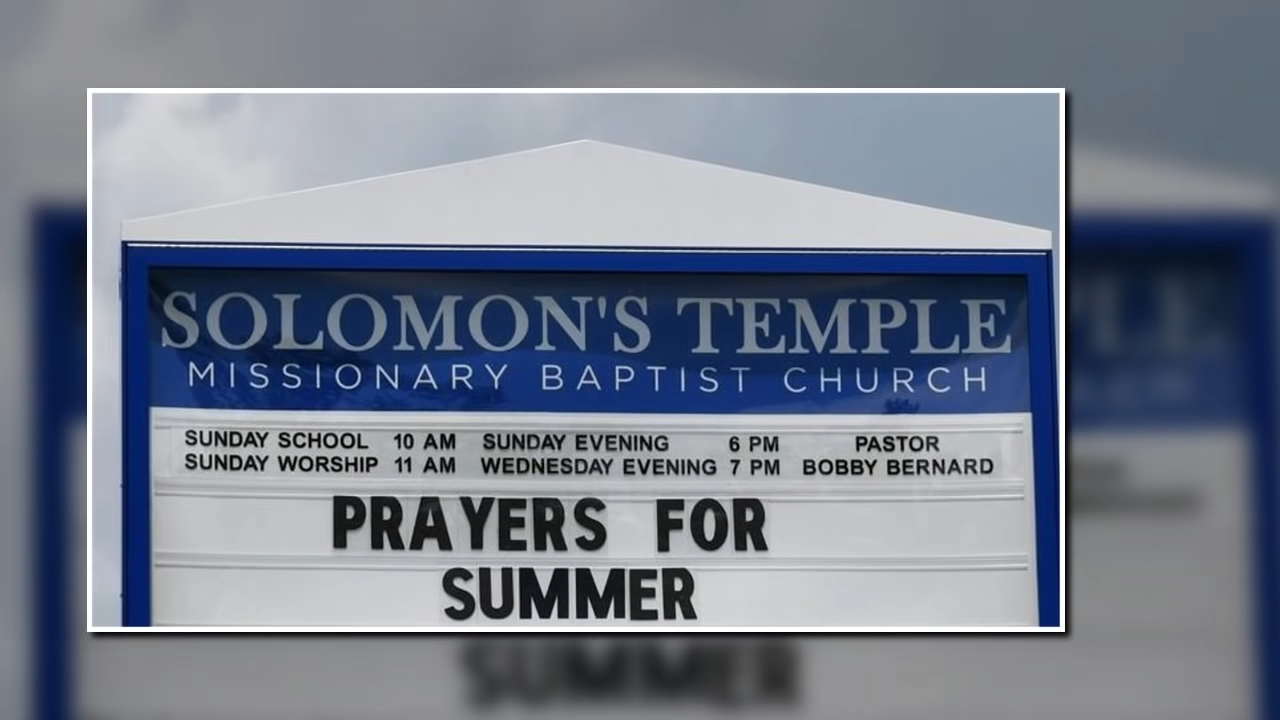 SOLOMON'S TEMPLE
MISSIONARY BAPTIST CHURCH
SUNDAY SCHOOL 10 AM SUNDAY EVENING 6 PM PASTOR
SUNDAY WORSHIP 11 AM WEDNESDAY EVENING 7 PM BOBBY BERNARD
PRAYERS FOR
SUMMER